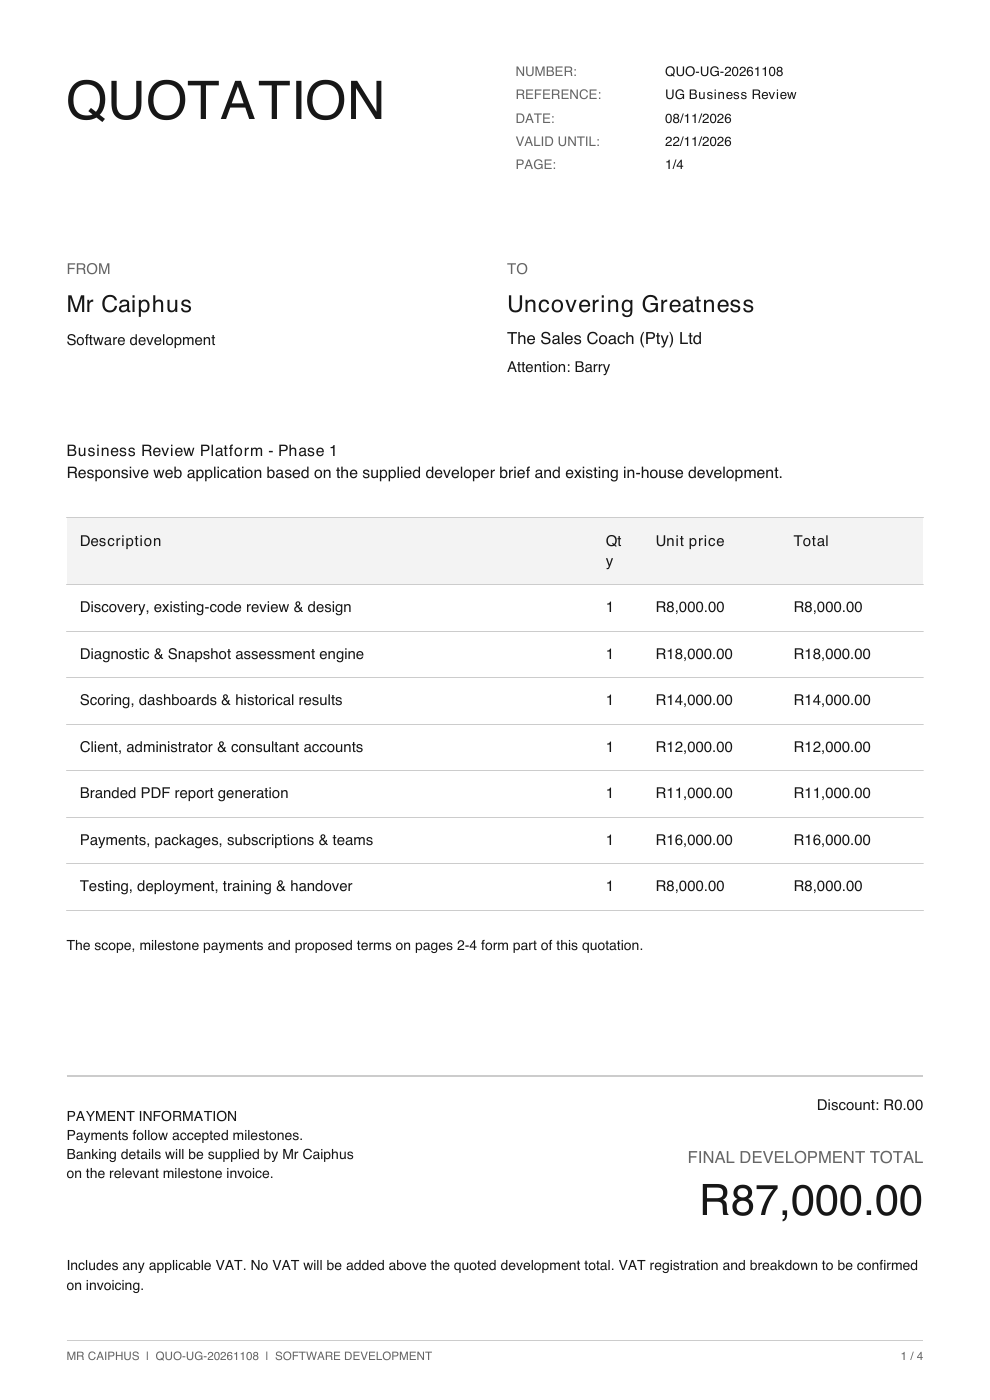 QUOTATION
NUMBER: QUO-UG-20261108
REFERENCE: UG Business Review
DATE: 08/11/2026
VALID UNTIL: 22/11/2026
PAGE: 1/4
FROM
Mr Caiphus
Software development
TO
Uncovering Greatness
The Sales Coach (Pty) Ltd
Attention: Barry
Business Review Platform - Phase 1
Responsive web application based on the supplied developer brief and existing in-house development.
Description Qty Unit price Total
Discovery, existing-code review & design 1 R8,000.00 R8,000.00
Diagnostic & Snapshot assessment engine 1 R18,000.00 R18,000.00
Scoring, dashboards & historical results 1 R14,000.00 R14,000.00
Client, administrator & consultant accounts 1 R12,000.00 R12,000.00
Branded PDF report generation 1 R11,000.00 R11,000.00
Payments, packages, subscriptions & teams 1 R16,000.00 R16,000.00
Testing, deployment, training & handover 1 R8,000.00 R8,000.00
The scope, milestone payments and proposed terms on pages 2-4 form part of this quotation.
PAYMENT INFORMATION
Payments follow accepted milestones.
Banking details will be supplied by Mr Caiphus
on the relevant milestone invoice.
Discount: R0.00
FINAL DEVELOPMENT TOTAL
R87,000.00
Includes any applicable VAT. No VAT will be added above the quoted development total. VAT registration and breakdown to be confirmed
on invoicing.
MR CAIPHUS | QUO-UG-20261108 | SOFTWARE DEVELOPMENT 1 / 4